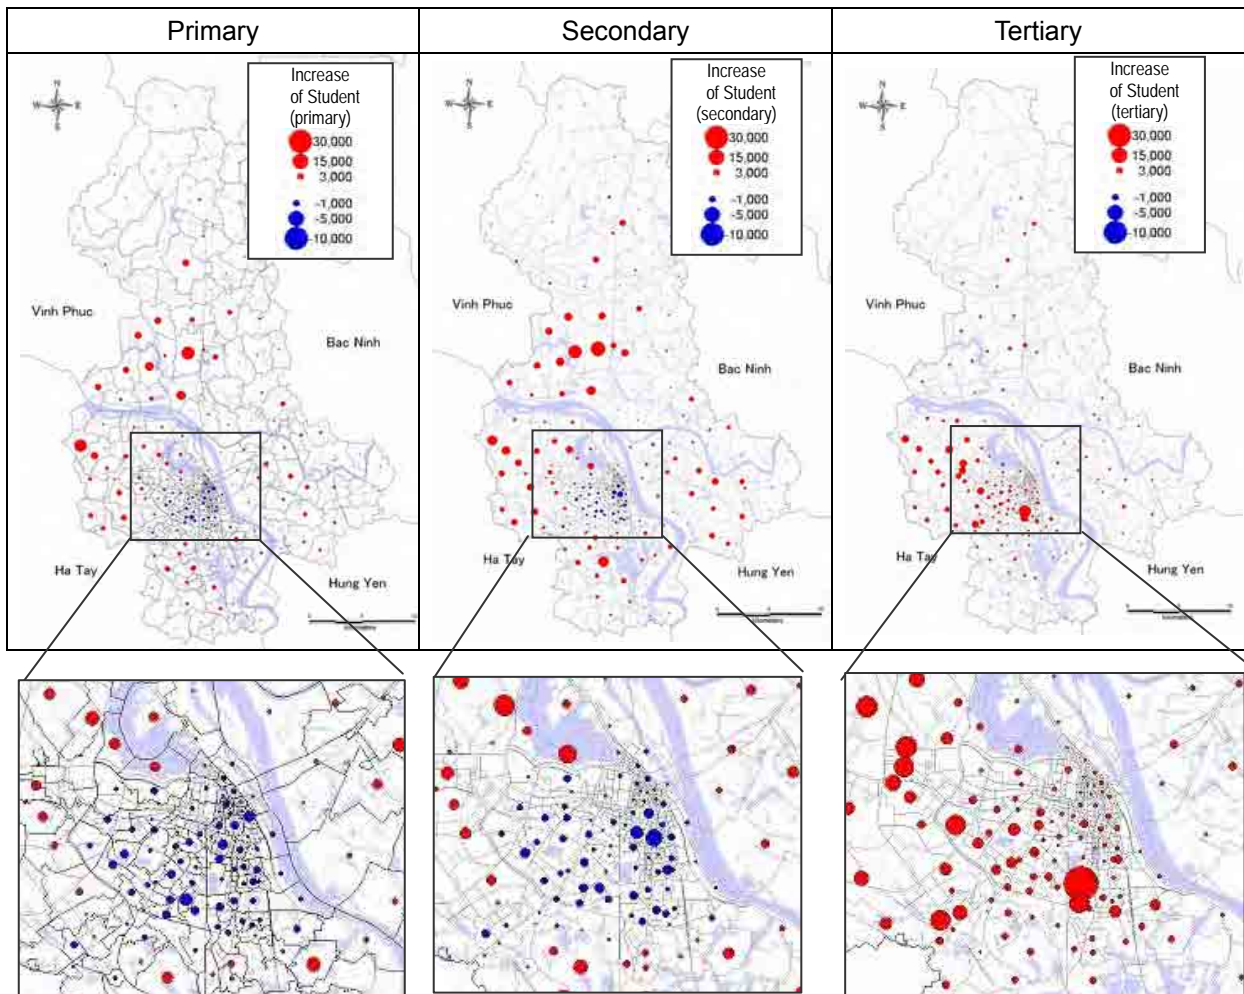 Primary
Secondary
Tertiary
Increase
of Student
(primary)
30,000
15,000
3,000
-1,000
-5,000
-10,000
N
W
E
S
Vinh Phuc
Bac Ninh
Ha Tay
Hung Yen
kilometers
Increase
of Student
(secondary)
30,000
15,000
3,000
-1,000
-5,000
-10,000
N
W
E
S
Vinh Phuc
Bac Ninh
Ha Tay
Hung Yen
kilometers
Increase
of Student
(tertiary)
30,000
15,000
3,000
-1,000
-5,000
-10,000
N
W
E
S
Vinh Phuc
Bac Ninh
Ha Tay
Hung Yen
kilometers